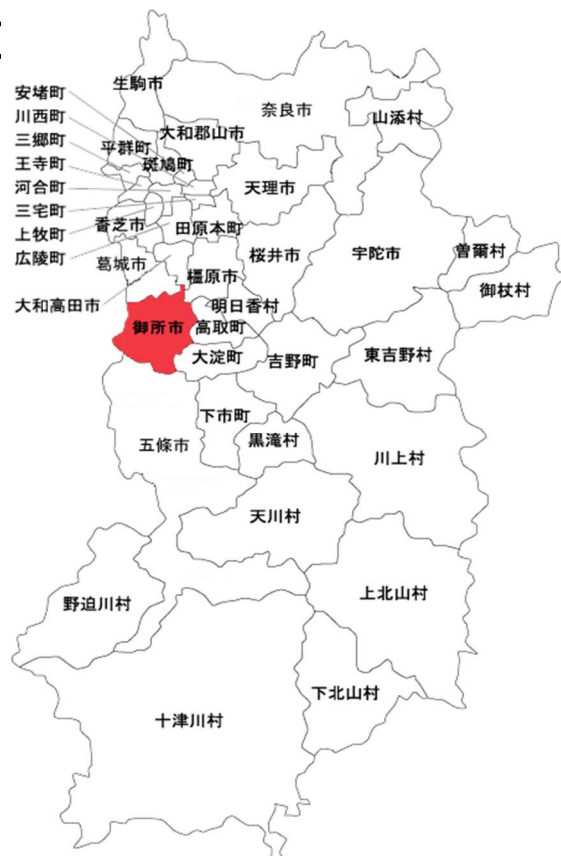 生駒市
奈良市
山添村
安堵町
川西町
三郷町
王寺町
河合町
三宅町
上牧町
広陵町
大和高田市
大和郡山市
平群町
斑鳩町
天理市
香芝市
田原本町
葛城市
橿原市
桜井市
宇陀市
曽爾村
御杖村
御所市
明日香村
高取町
大淀町
吉野町
東吉野村
五條市
下市町
黒滝村
川上村
天川村
野迫川村
上北山村
下北山村
十津川村